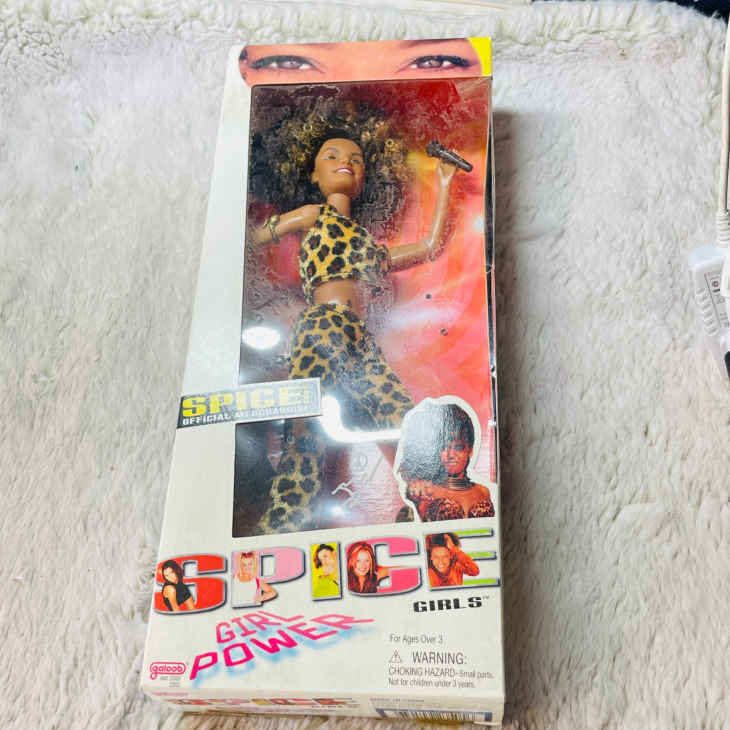 SPICE
OFFICIAL MERCHANDISE
SPICE
GIRLS™
GIRL
POWER
For Ages Over 3
galoob
WARNING:
CHOKING HAZARD–Small parts.
Not for children under 3 years.